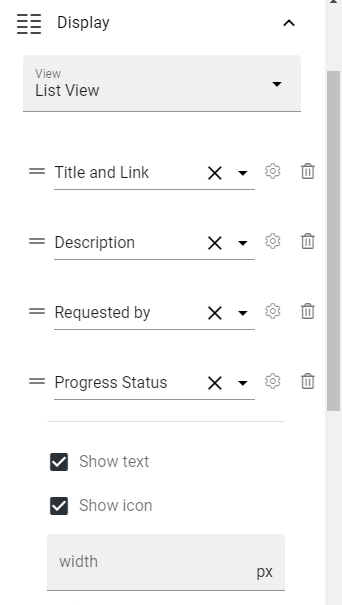 Display
View
List View
Title and Link
Description
Requested by
Progress Status
Show text
Show icon
width
px